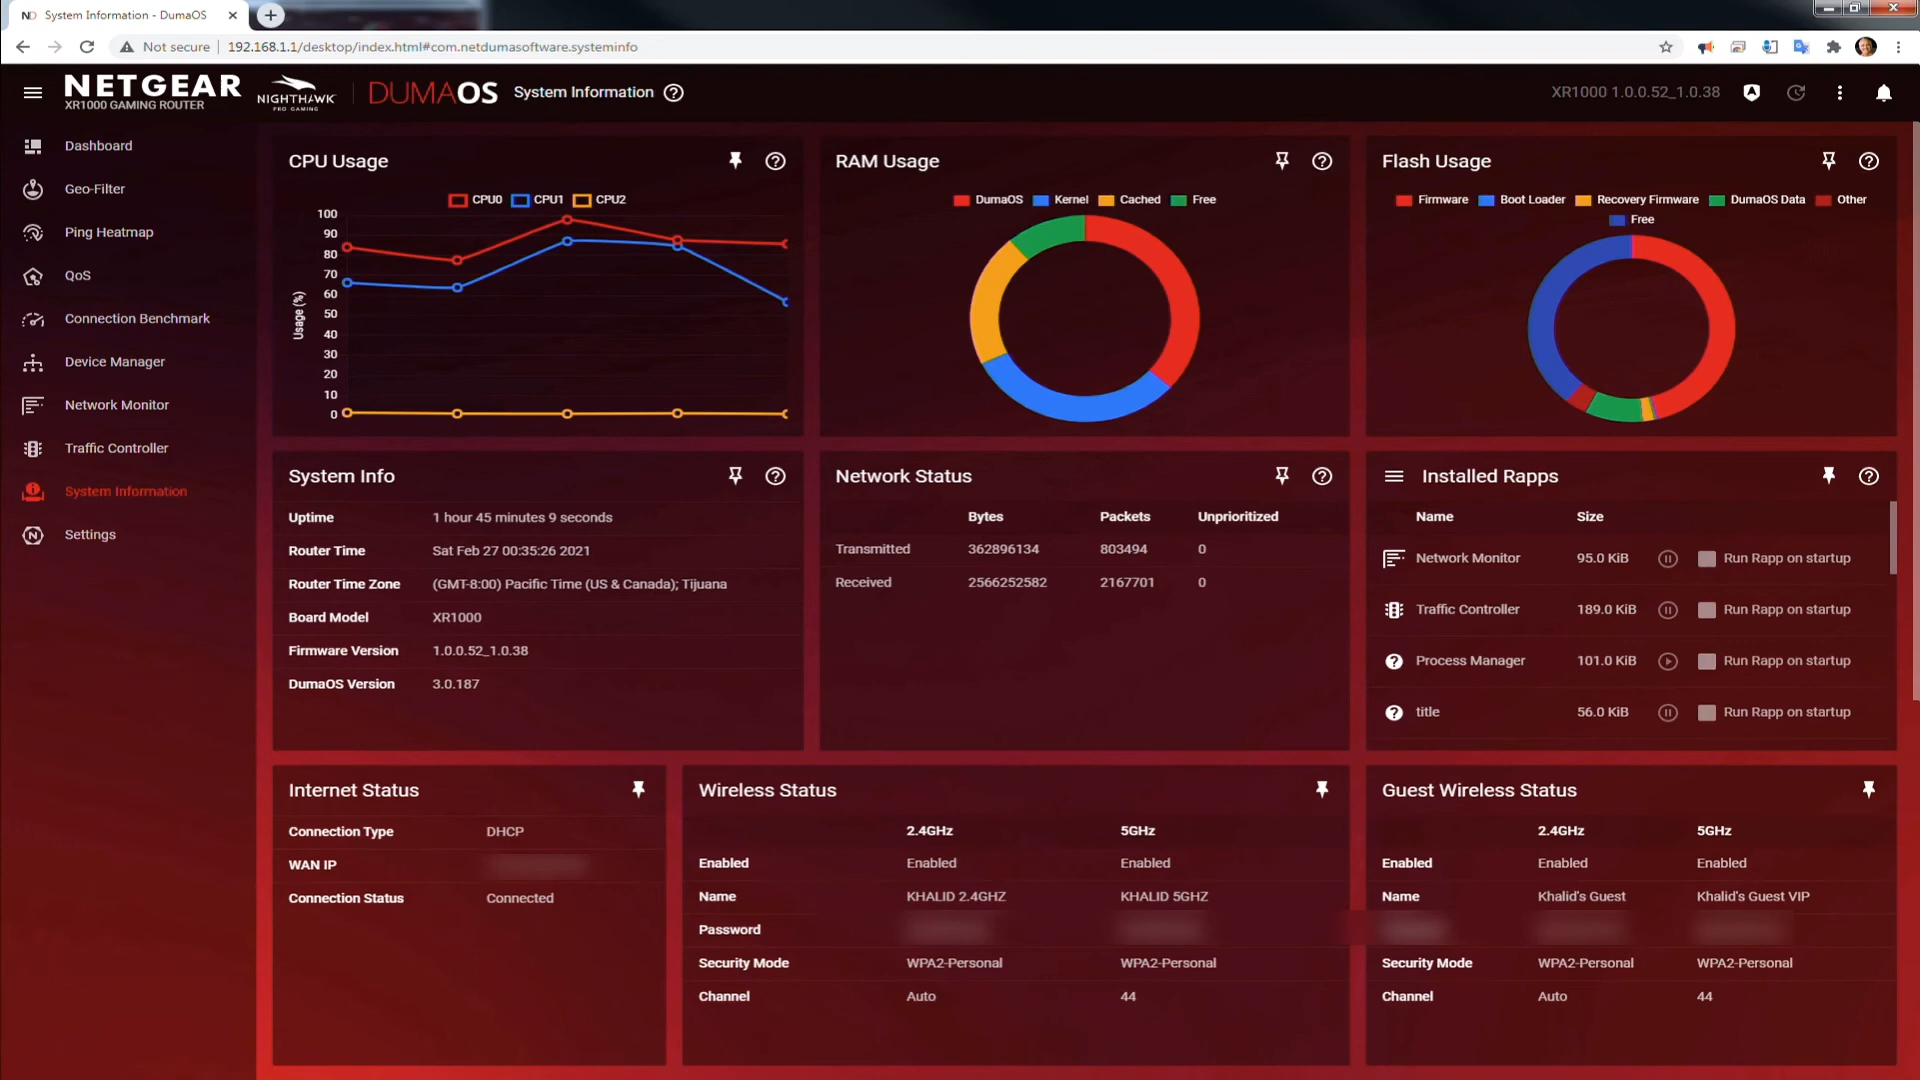 System Information - DumaOS
Not secure
192.168.1.1/desktop/index.html#com.netdumasoftware.systeminfo
NETGEAR
XR1000 GAMING ROUTER
NIGHTHAWK
PRO GAMING
DUMAOS
System Information
XR1000 1.0.0.52_1.0.38
Dashboard
Geo-Filter
Ping Heatmap
QoS
Connection Benchmark
Device Manager
Network Monitor
Traffic Controller
System Information
Settings
CPU Usage
CPU0 CPU1 CPU2
Usage (%)
100
90
80
70
60
50
40
30
20
10
0
RAM Usage
DumaOS Kernel Cached Free
Flash Usage
Firmware Boot Loader Recovery Firmware DumaOS Data Other
Free
System Info
Uptime 1 hour 45 minutes 9 seconds
Router Time Sat Feb 27 00:35:26 2021
Router Time Zone (GMT-8:00) Pacific Time (US & Canada); Tijuana
Board Model XR1000
Firmware Version 1.0.0.52_1.0.38
DumaOS Version 3.0.187
Network Status
Bytes Packets Unprioritized
Transmitted 362896134 803494 0
Received 2566252582 2167701 0
Installed Rapps
Name Size
Network Monitor 95.0 KiB Run Rapp on startup
Traffic Controller 189.0 KiB Run Rapp on startup
Process Manager 101.0 KiB Run Rapp on startup
title 56.0 KiB Run Rapp on startup
Internet Status
Connection Type DHCP
WAN IP
Connection Status Connected
Wireless Status
2.4GHz 5GHz
Enabled Enabled Enabled
Name KHALID 2.4GHZ KHALID 5GHZ
Password
Security Mode WPA2-Personal WPA2-Personal
Channel Auto 44
Guest Wireless Status
2.4GHz 5GHz
Enabled Enabled Enabled
Name Khalid's Guest Khalid's Guest VIP
Security Mode WPA2-Personal WPA2-Personal
Channel Auto 44